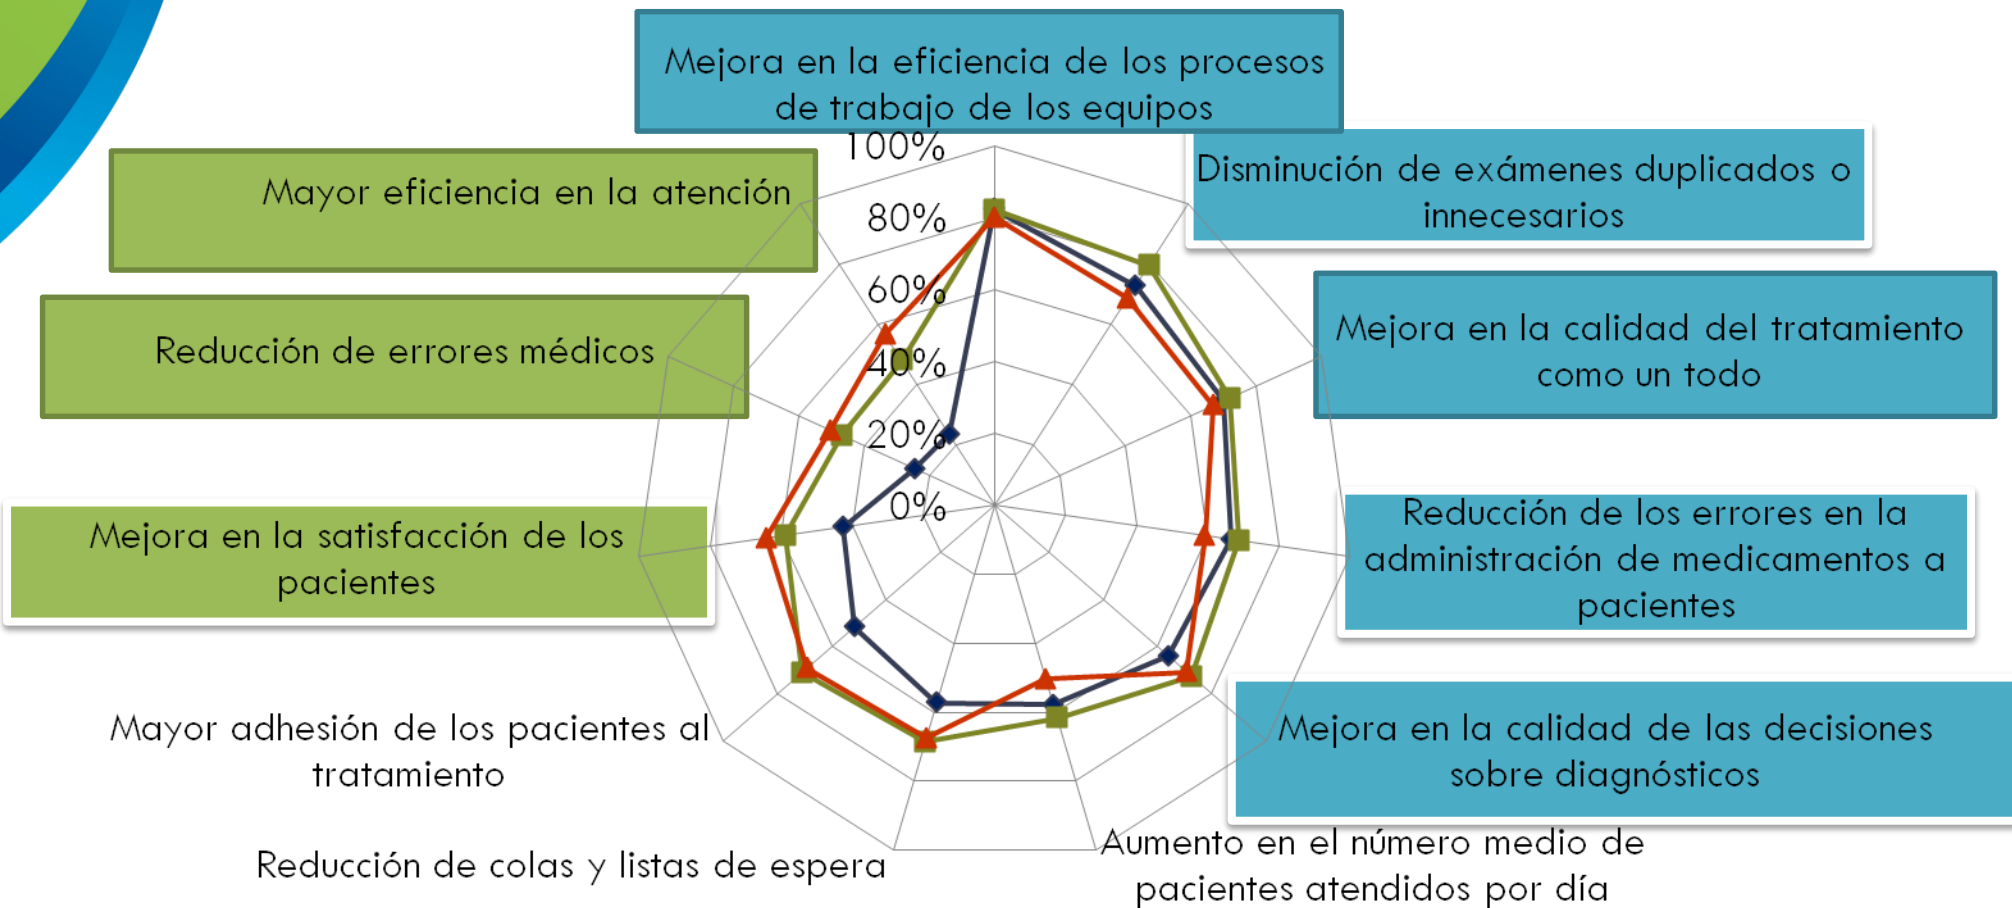 Mejora en la eficiencia de los procesos
de trabajo de los equipos
Disminución de exámenes duplicados o
innecesarios
Mejora en la calidad del tratamiento
como un todo
Reducción de los errores en la
administración de medicamentos a
pacientes
Mejora en la calidad de las decisiones
sobre diagnósticos
Aumento en el número medio de
pacientes atendidos por día
Reducción de colas y listas de espera
Mayor adhesión de los pacientes al
tratamiento
Mejora en la satisfacción de los
pacientes
Reducción de errores médicos
Mayor eficiencia en la atención
100%
80%
60%
40%
20%
0%